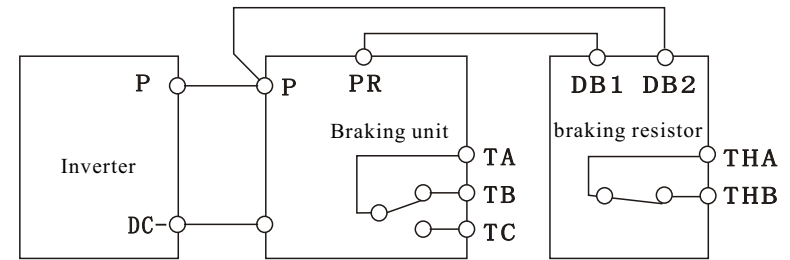 P
P
PR
DB1 DB2
Braking unit
braking resistor
Inverter
TA
THA
TB
THB
DC-
TC